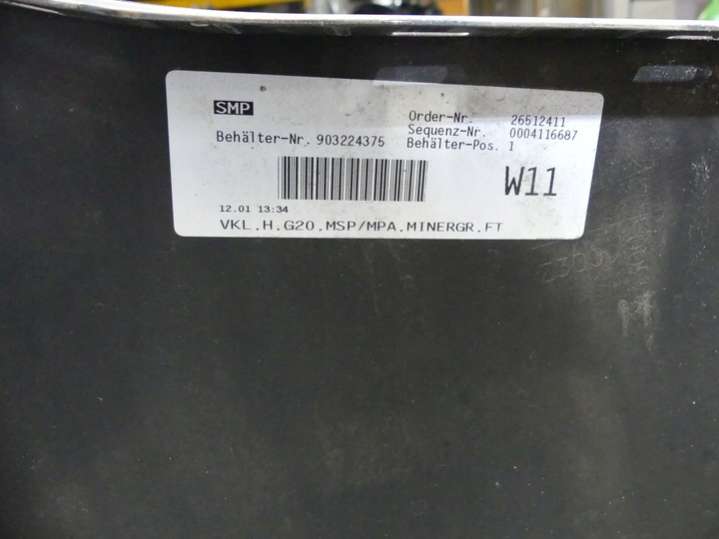 SMP
Order-Nr. 26512411
Sequenz-Nr. 0004116687
Behälter-Nr. 903224375 Behälter-Pos. 1
W11
12.01 13:34
VKL.H.G20.MSP/MPA.MINERGR.FT